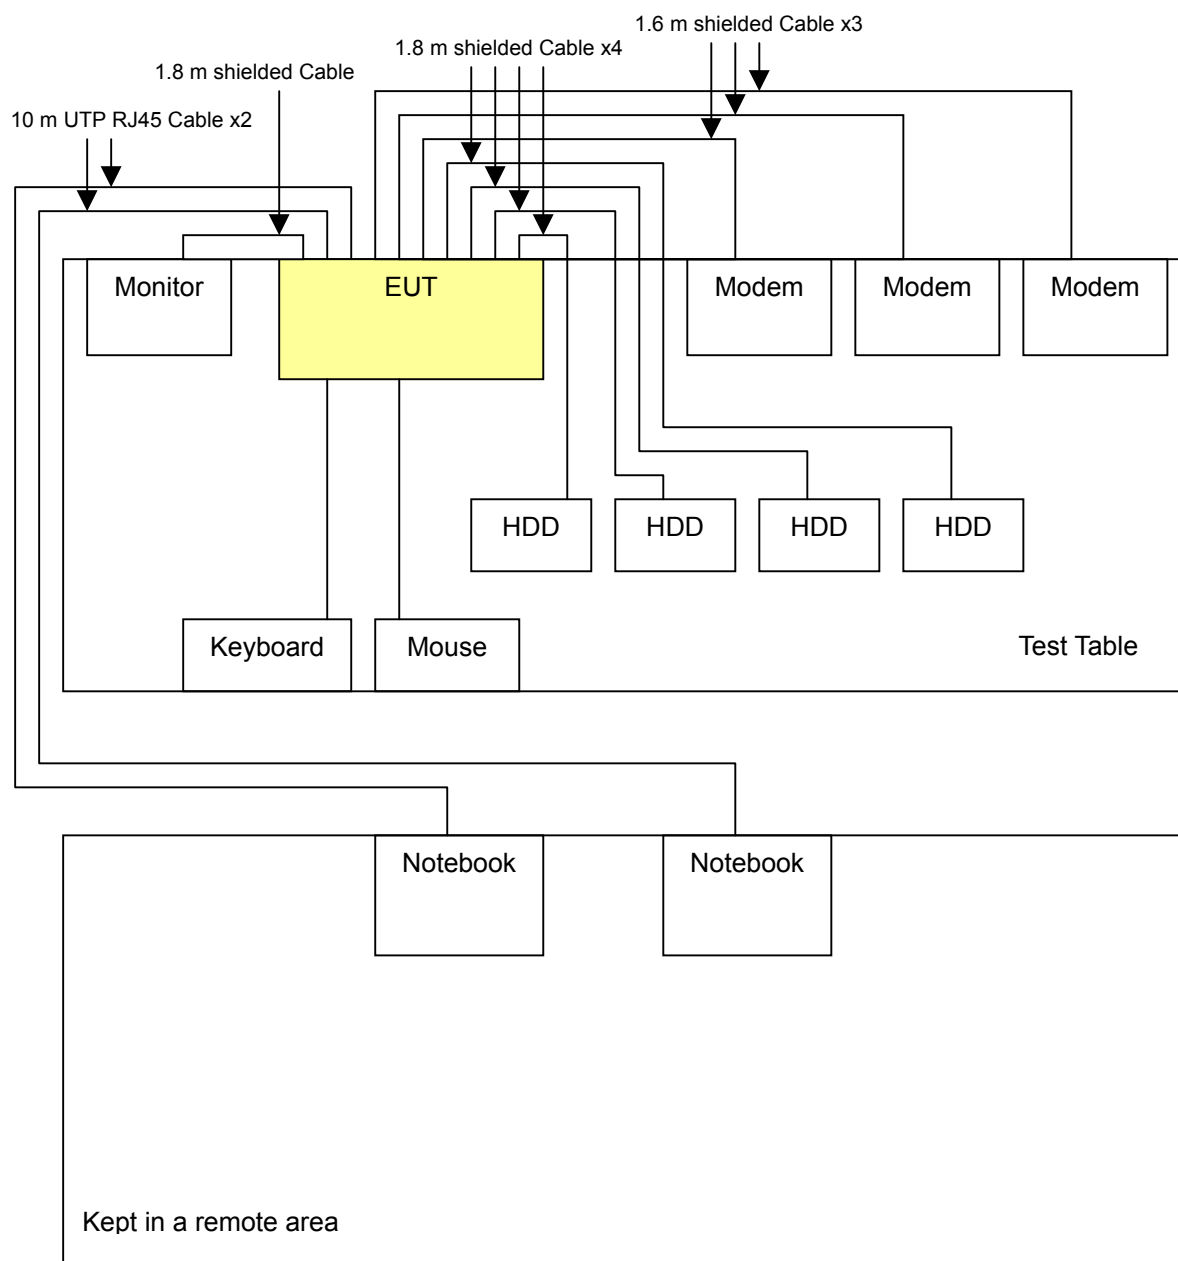 1.6 m shielded Cable x3
1.8 m shielded Cable x4
1.8 m shielded Cable
10 m UTP RJ45 Cable x2
Monitor
EUT
Modem
Modem
Modem
HDD
HDD
HDD
HDD
Keyboard
Mouse
Test Table
Notebook
Notebook
Kept in a remote area